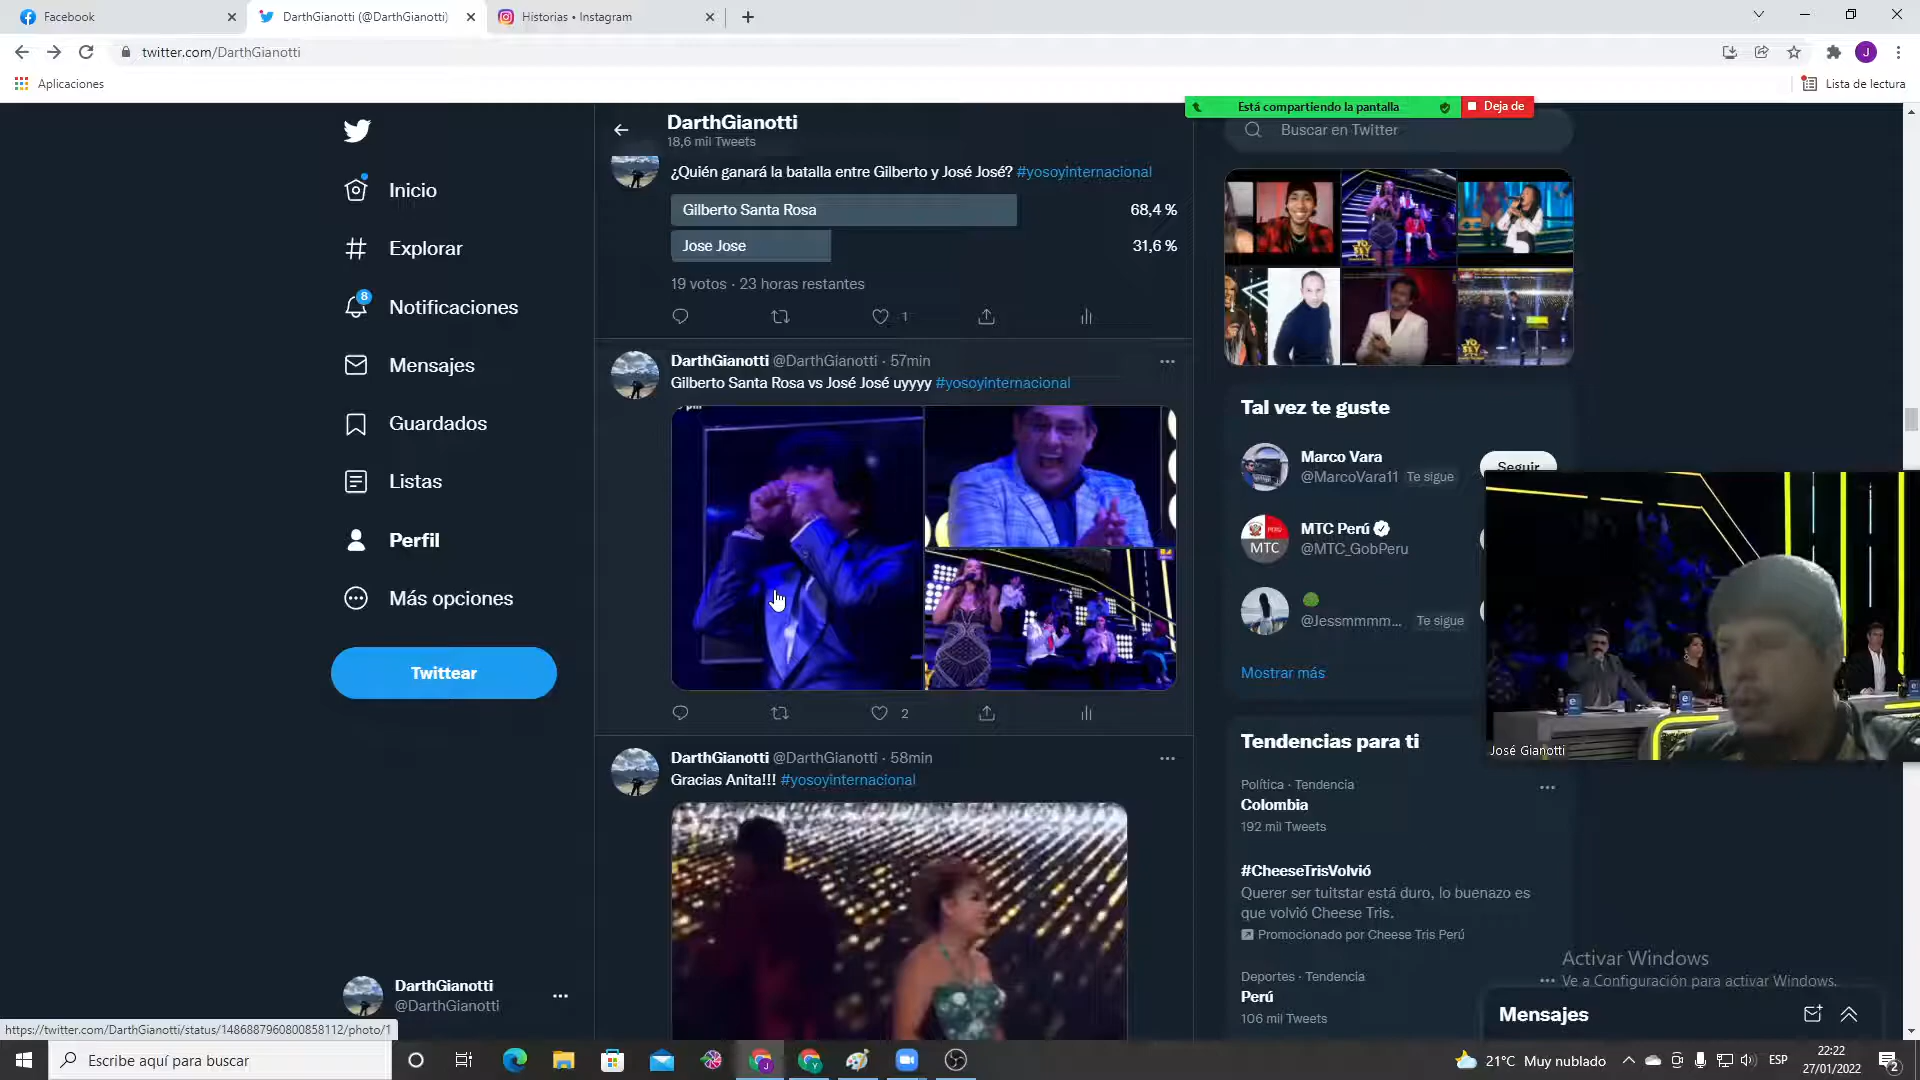 Facebook
DarthGianotti (@DarthGianotti)
Historias • Instagram
twitter.com/DarthGianotti
J
Aplicaciones
Lista de lectura
Está compartiendo la pantalla
Deja de
DarthGianotti
18,6 mil Tweets
Buscar en Twitter
Inicio
Explorar
8
Notificaciones
Mensajes
Guardados
Listas
Perfil
Más opciones
Twittear
¿Quién ganará la batalla entre Gilberto y José José? #yosoyinternacional
Gilberto Santa Rosa
68,4 %
Jose Jose
31,6 %
19 votos · 23 horas restantes
1
DarthGianotti @DarthGianotti · 57min
Gilberto Santa Rosa vs José José uyyyy #yosoyinternacional
2
DarthGianotti @DarthGianotti · 58min
Gracias Anita!!! #yosoyinternacional
Tal vez te guste
Marco Vara
@MarcoVara11 Te sigue
Seguir
MTC Perú
@MTC_GobPeru
MTC
@Jessmmmm... Te sigue
Mostrar más
José Gianotti
Tendencias para ti
Política · Tendencia
Colombia
192 mil Tweets
#CheeseTrisVolvió
Querer ser tuitstar está duro, lo buenazo es
que volvió Cheese Tris.
Promocionado por Cheese Tris Perú
Deportes · Tendencia
Perú
106 mil Tweets
Activar Windows
Ve a Configuración para activar Windows.
Mensajes
DarthGianotti
@DarthGianotti
https://twitter.com/DarthGianotti/status/1486887960800858112/photo/1
Escribe aquí para buscar
21°C Muy nublado
ESP
22:22
27/01/2022
2